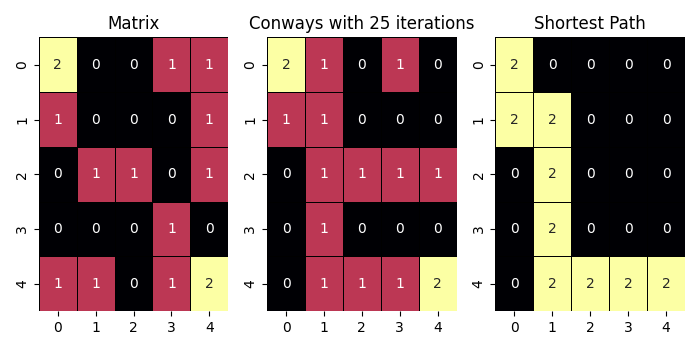 Matrix Conways with 25 iterations Shortest Path
0 2 0 0 1 1 0 2 1 0 1 0 0 2 0 0 0 0
1 1 0 0 0 1 1 1 1 0 0 0 1 2 2 0 0 0
2 0 1 1 0 1 2 0 1 1 1 1 2 0 2 0 0 0
3 0 0 0 1 0 3 0 1 0 0 0 3 0 2 0 0 0
4 1 1 0 1 2 4 0 1 1 1 2 4 0 2 2 2 2
0 1 2 3 4 0 1 2 3 4 0 1 2 3 4